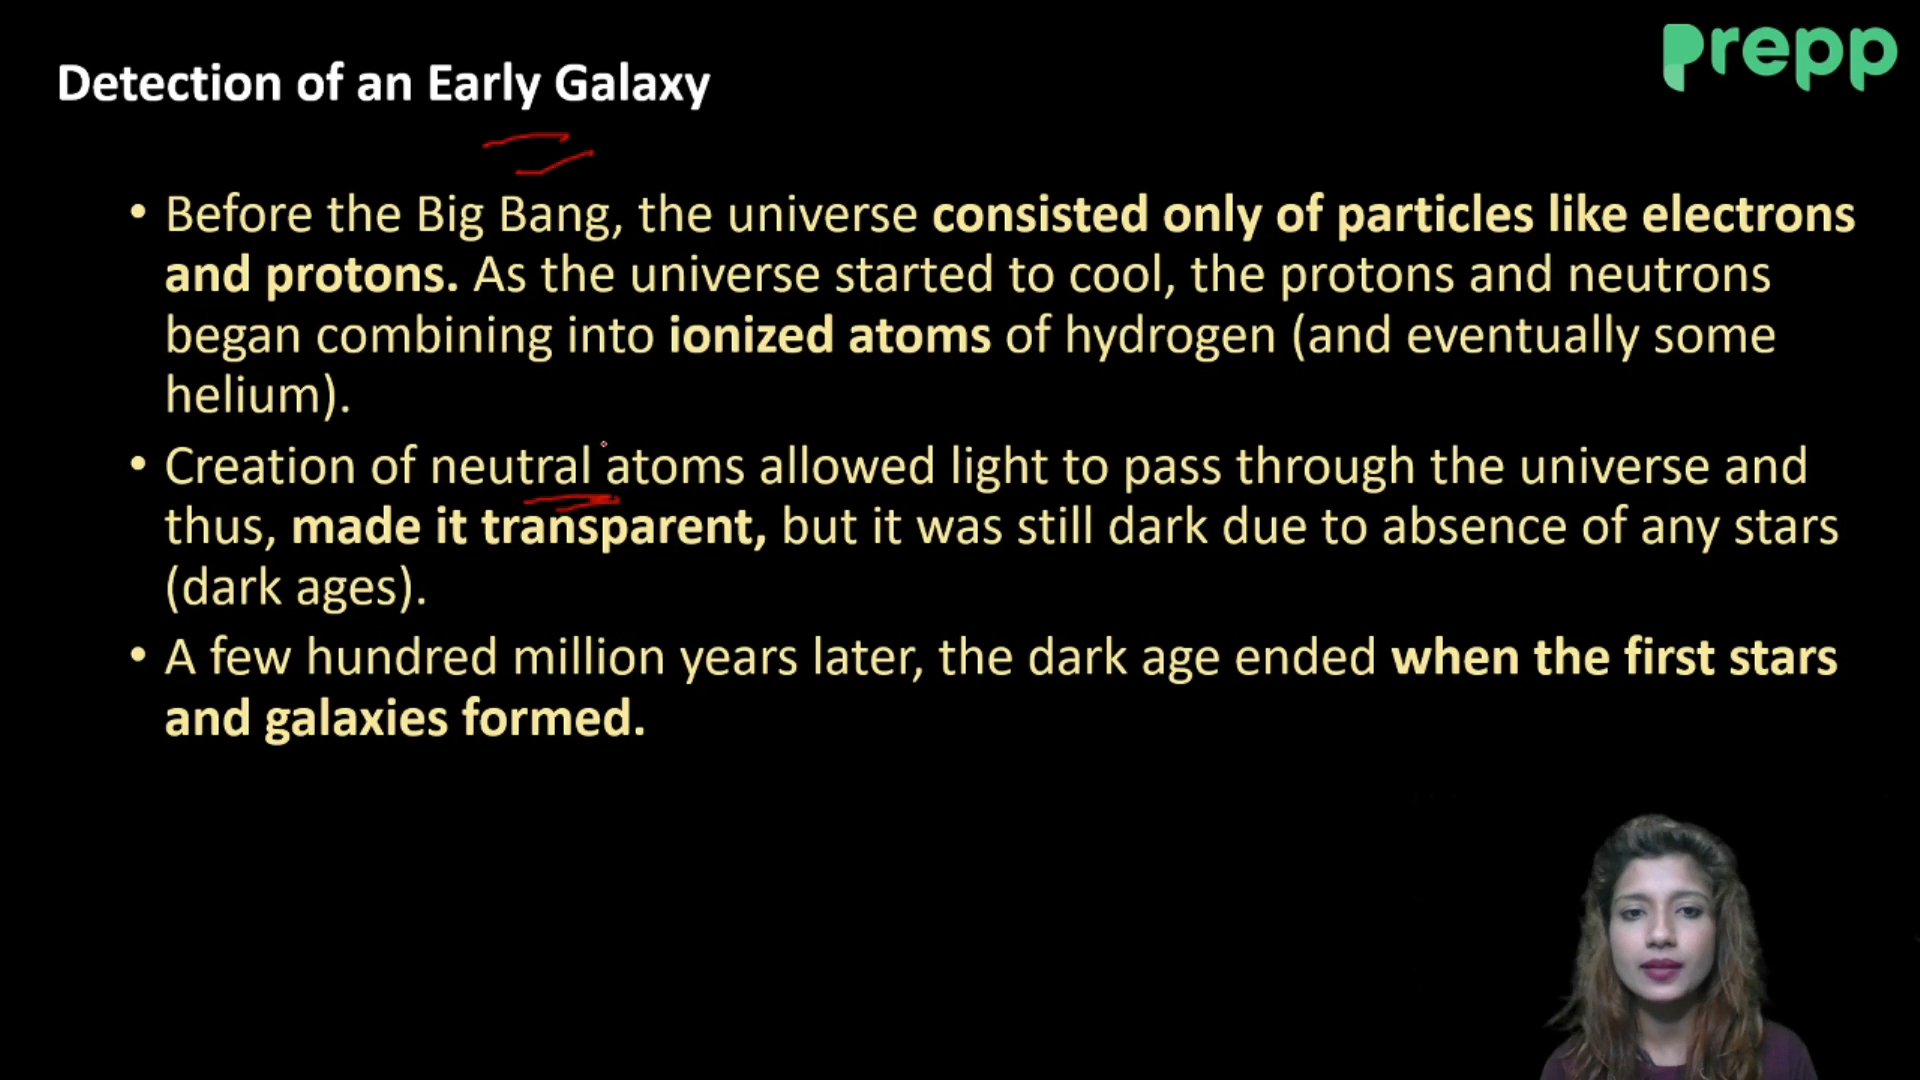 prepp
Detection of an Early Galaxy
• Before the Big Bang, the universe consisted only of particles like electrons
and protons. As the universe started to cool, the protons and neutrons
began combining into ionized atoms of hydrogen (and eventually some
helium).
• Creation of neutral atoms allowed light to pass through the universe and
thus, made it transparent, but it was still dark due to absence of any stars
(dark ages).
• A few hundred million years later, the dark age ended when the first stars
and galaxies formed.